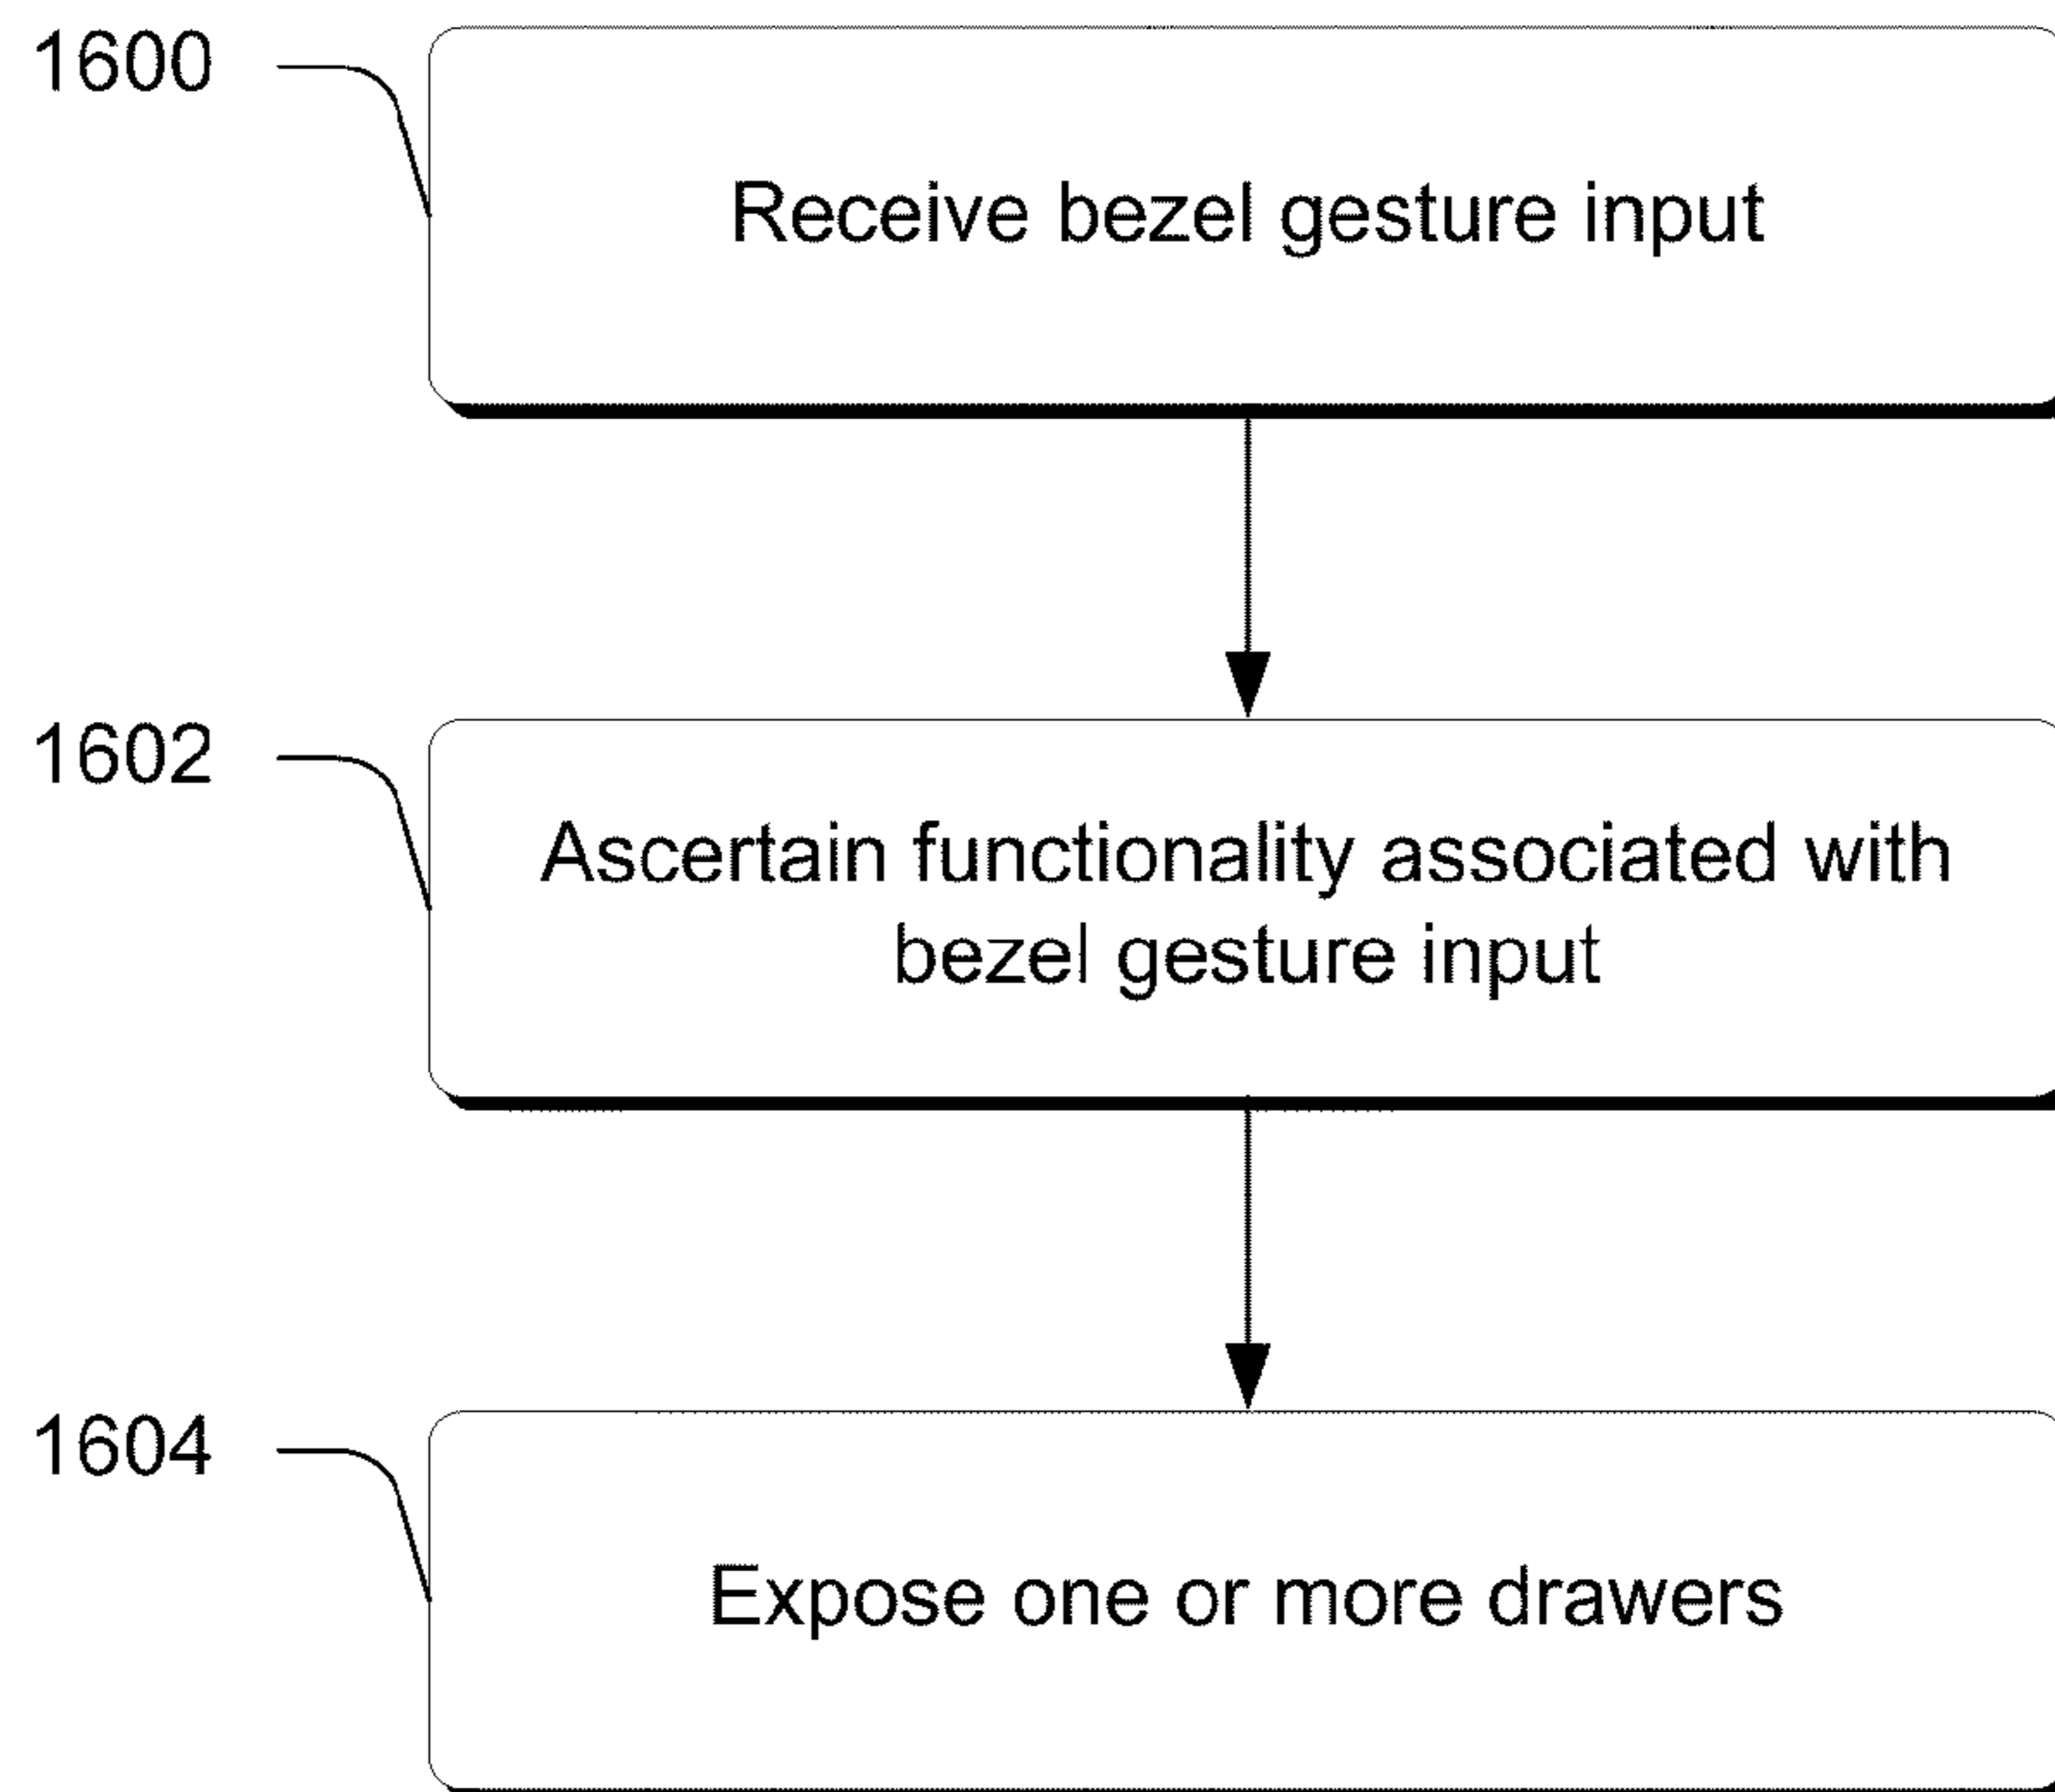 1600
Receive bezel gesture input
1602
Ascertain functionality associated with
bezel gesture input
1604
Expose one or more drawers